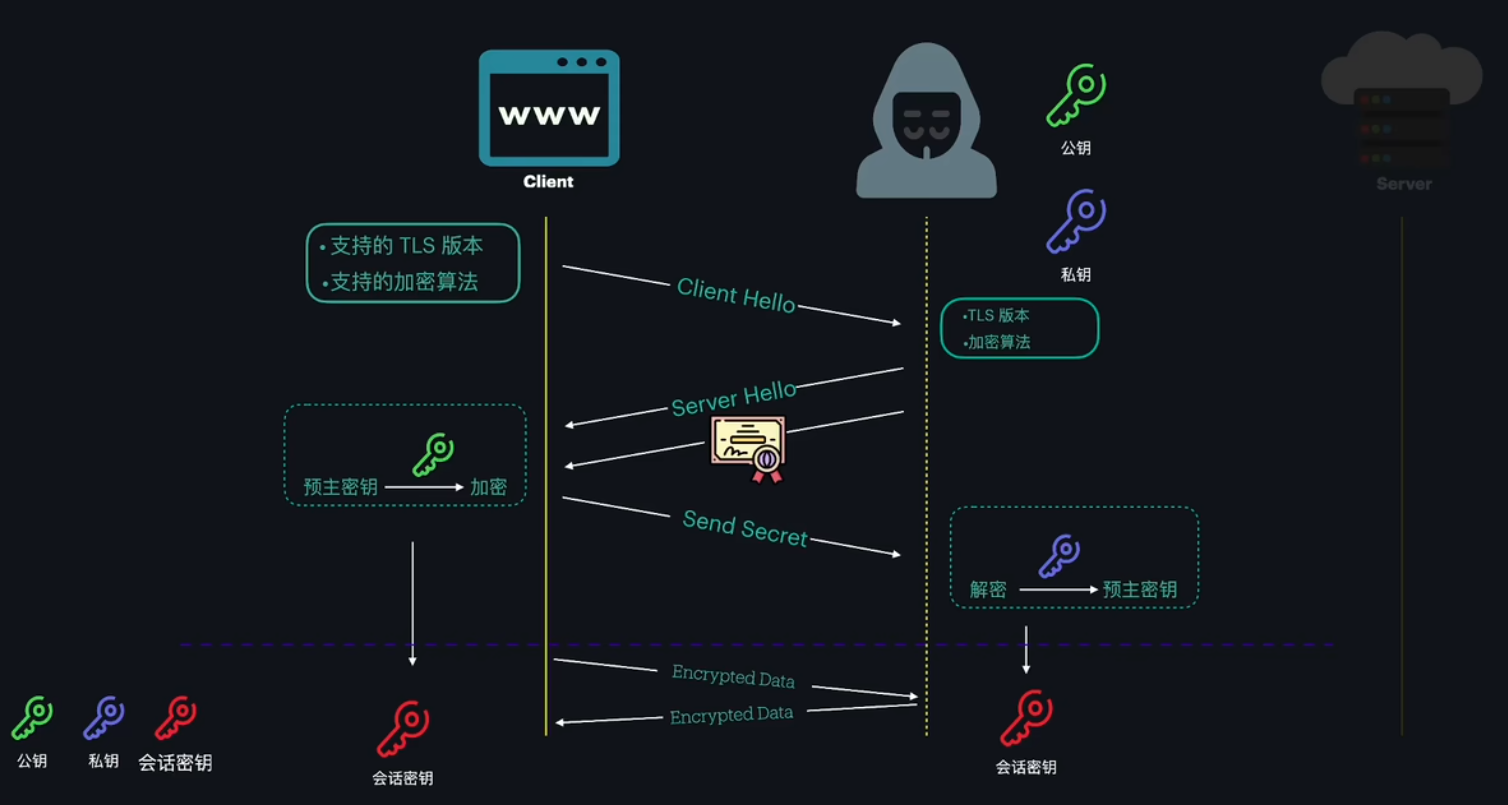 www
Client
公钥
Server
私钥
•支持的 TLS 版本
•支持的加密算法
Client Hello
•TLS 版本
•加密算法
Server Hello
预主密钥
加密
Send Secret
解密
预主密钥
Encrypted Data
Encrypted Data
公钥
私钥
会话密钥
会话密钥
会话密钥